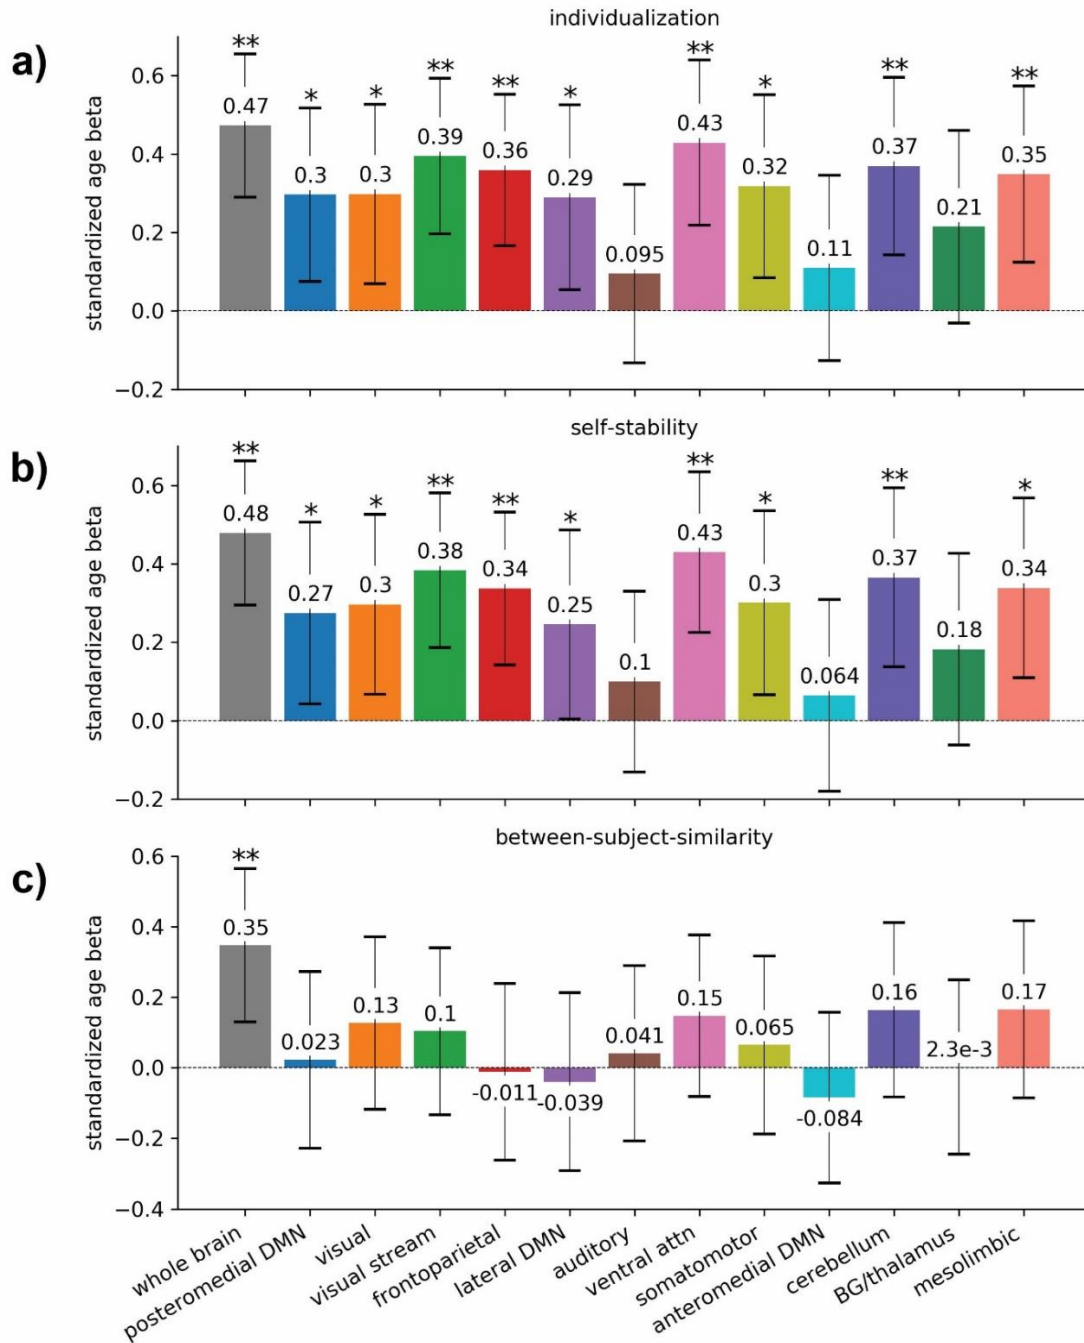 individualization
a)
standardized age beta
0.6
0.4
0.2
0.0
−0.2
** * * ** ** * ** * ** **
0.47 0.3 0.3 0.39 0.36 0.29 0.095 0.43 0.32 0.11 0.37 0.21 0.35
self-stability
b)
standardized age beta
0.6
0.4
0.2
0.0
−0.2
** * * ** ** * ** * ** *
0.48 0.27 0.3 0.38 0.34 0.25 0.1 0.43 0.3 0.064 0.37 0.18 0.34
between-subject-similarity
c)
standardized age beta
0.6
0.4
0.2
0.0
−0.2
−0.4
**
0.35 0.023 0.13 0.1 -0.011 -0.039 0.041 0.15 0.065 -0.084 0.16 2.3e-3 0.17
whole brain
posteromedial DMN
visual
visual stream
frontoparietal
lateral DMN
auditory
ventral attn
somatomotor
anteromedial DMN
cerebellum
BG/thalamus
mesolimbic